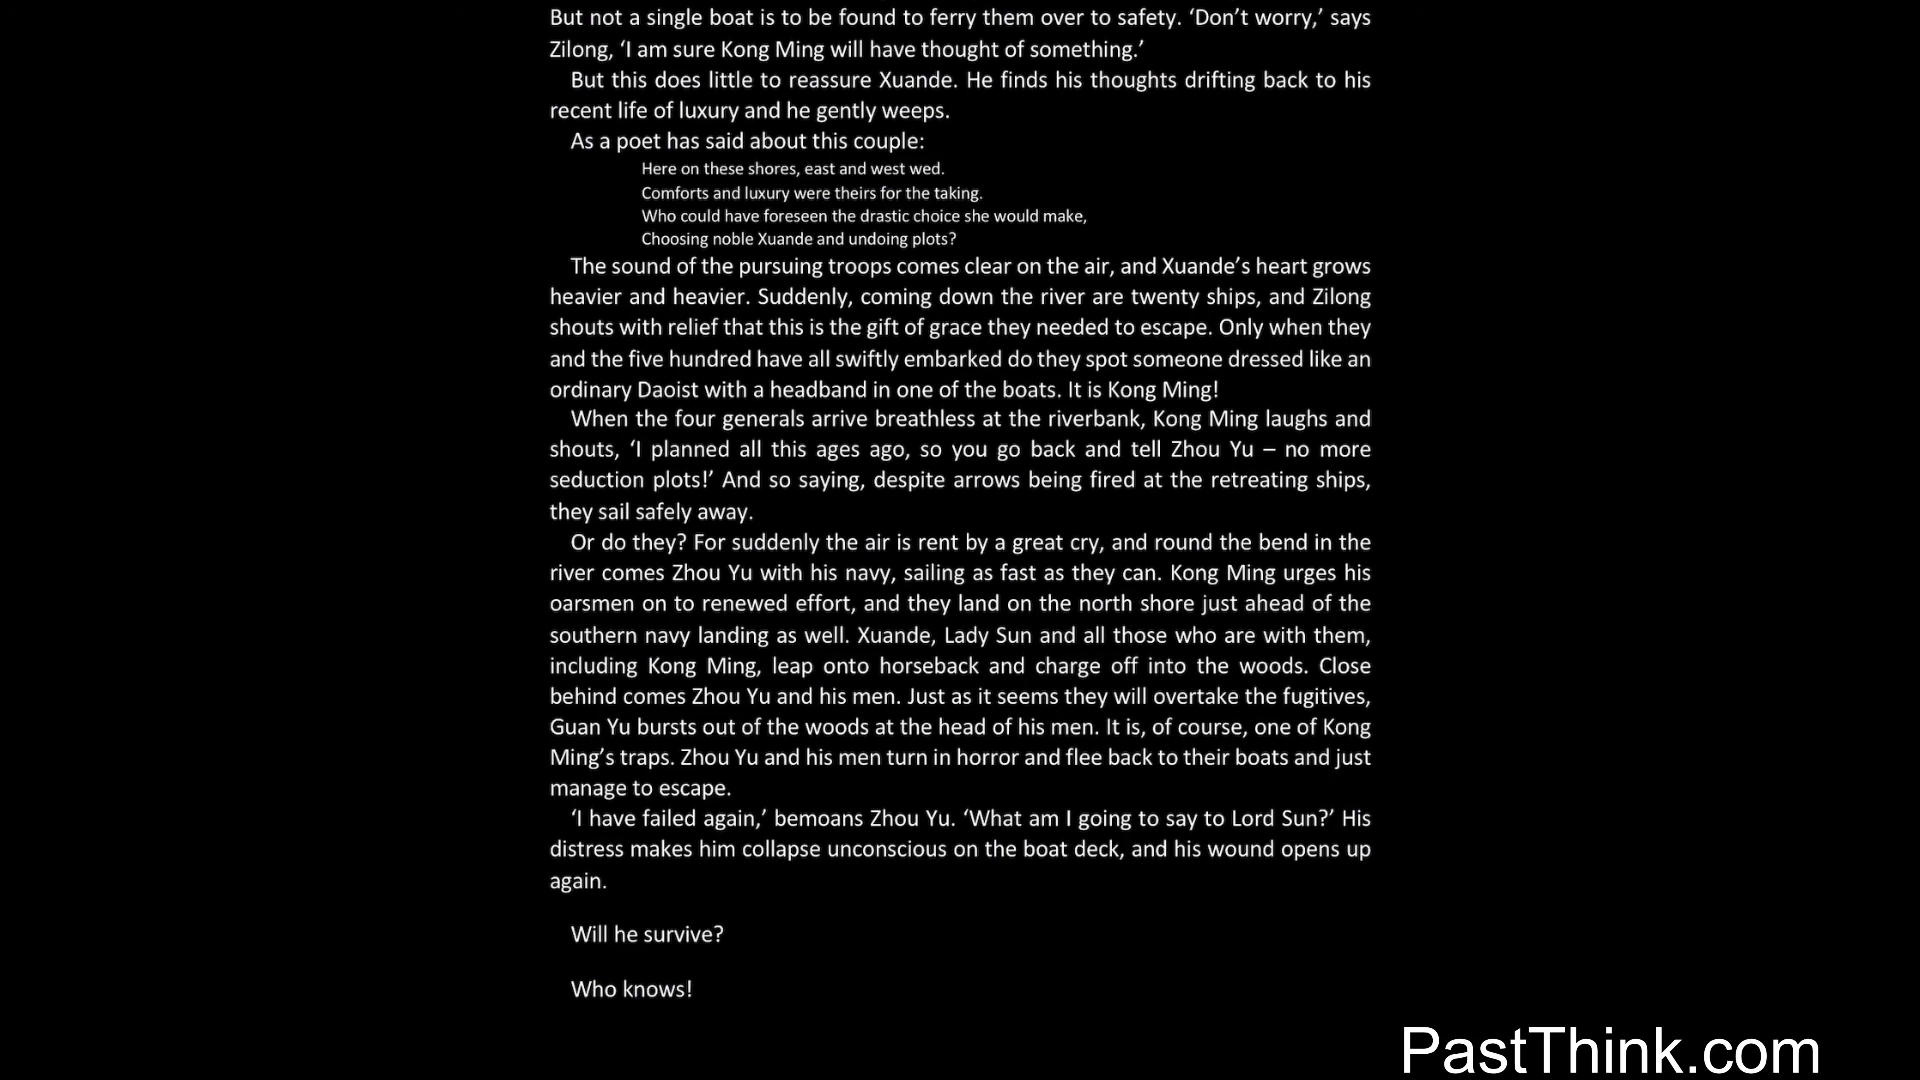 But not a single boat is to be found to ferry them over to safety. ‘Don’t worry,’ says
Zilong, ‘I am sure Kong Ming will have thought of something.’
But this does little to reassure Xuande. He finds his thoughts drifting back to his
recent life of luxury and he gently weeps.
As a poet has said about this couple:
Here on these shores, east and west wed.
Comforts and luxury were theirs for the taking.
Who could have foreseen the drastic choice she would make,
Choosing noble Xuande and undoing plots?
The sound of the pursuing troops comes clear on the air, and Xuande’s heart grows
heavier and heavier. Suddenly, coming down the river are twenty ships, and Zilong
shouts with relief that this is the gift of grace they needed to escape. Only when they
and the five hundred have all swiftly embarked do they spot someone dressed like an
ordinary Daoist with a headband in one of the boats. It is Kong Ming!
When the four generals arrive breathless at the riverbank, Kong Ming laughs and
shouts, ‘I planned all this ages ago, so you go back and tell Zhou Yu – no more
seduction plots!’ And so saying, despite arrows being fired at the retreating ships,
they sail safely away.
Or do they? For suddenly the air is rent by a great cry, and round the bend in the
river comes Zhou Yu with his navy, sailing as fast as they can. Kong Ming urges his
oarsmen on to renewed effort, and they land on the north shore just ahead of the
southern navy landing as well. Xuande, Lady Sun and all those who are with them,
including Kong Ming, leap onto horseback and charge off into the woods. Close
behind comes Zhou Yu and his men. Just as it seems they will overtake the fugitives,
Guan Yu bursts out of the woods at the head of his men. It is, of course, one of Kong
Ming’s traps. Zhou Yu and his men turn in horror and flee back to their boats and just
manage to escape.
‘I have failed again,’ bemoans Zhou Yu. ‘What am I going to say to Lord Sun?’ His
distress makes him collapse unconscious on the boat deck, and his wound opens up
again.
Will he survive?
Who knows!
PastThink.com